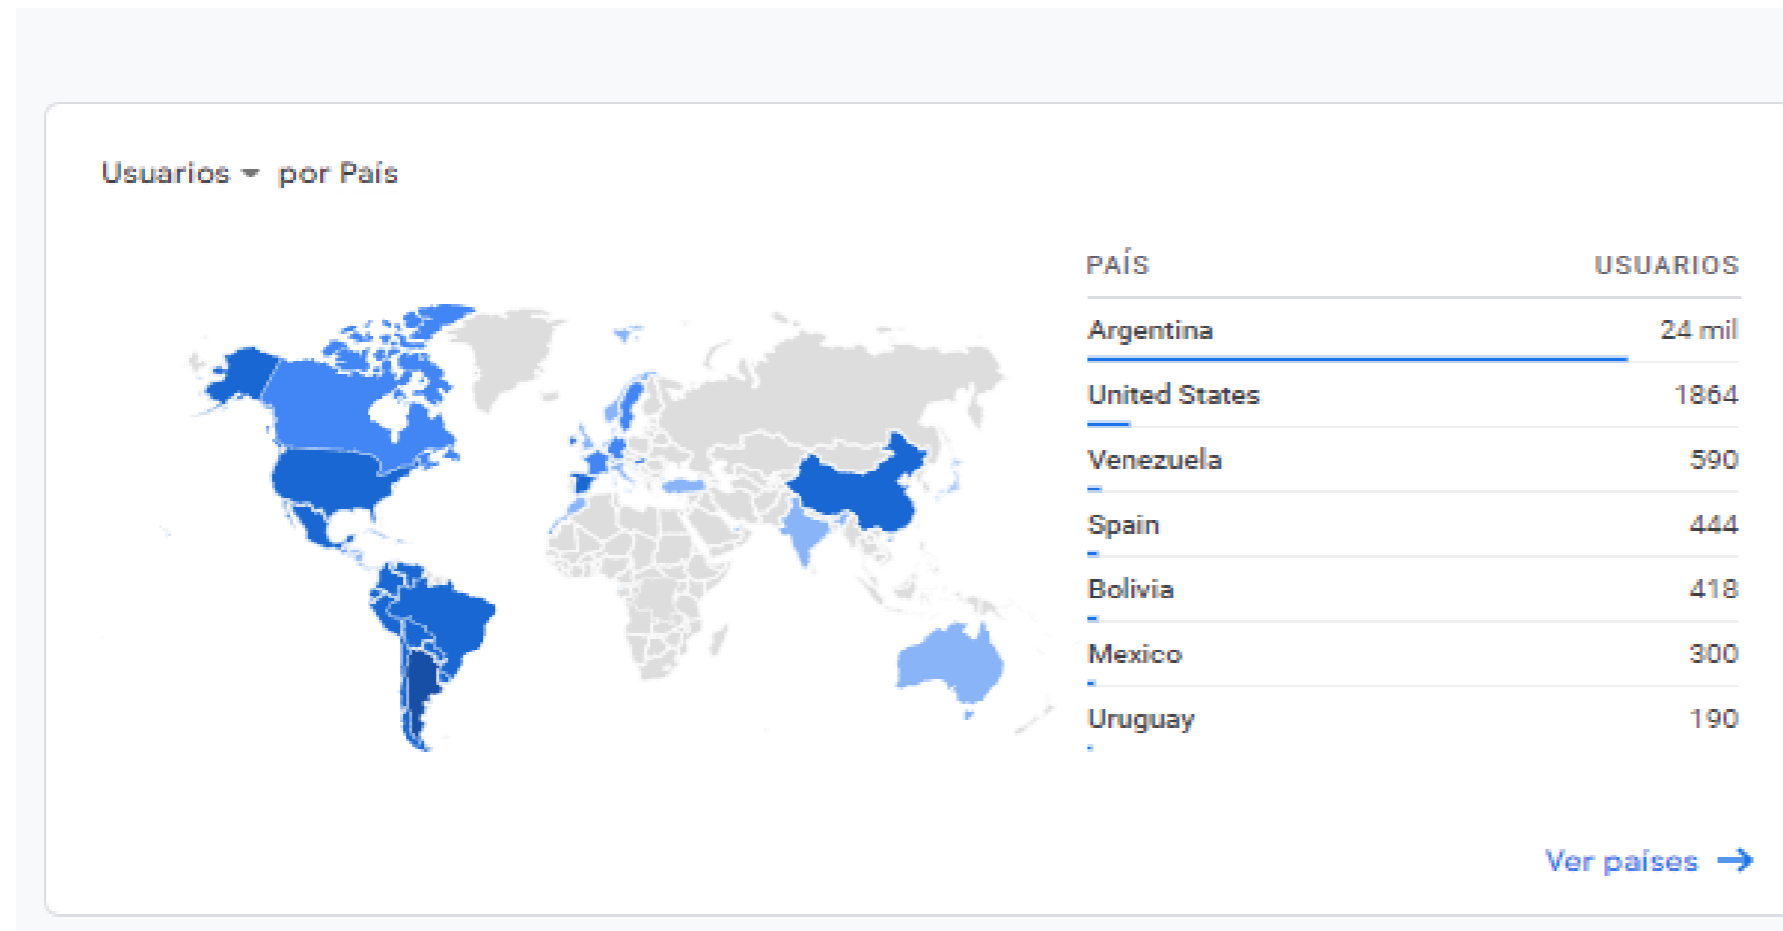 Usuarios por País
PAÍS USUARIOS
Argentina 24 mil
United States 1864
Venezuela 590
Spain 444
Bolivia 418
Mexico 300
Uruguay 190
Ver países